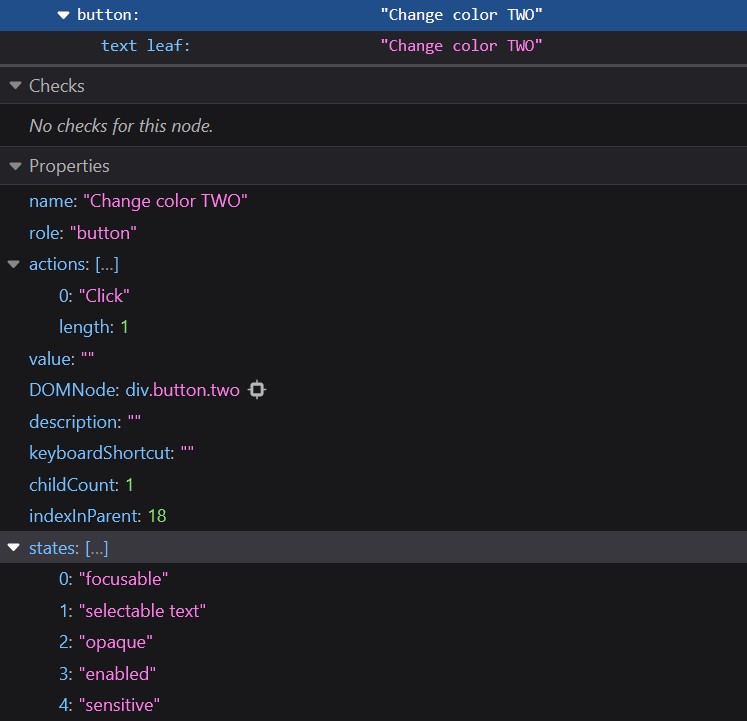 button: "Change color TWO"
text leaf: "Change color TWO"
Checks
No checks for this node.
Properties
name: "Change color TWO"
role: "button"
actions: […]
0: "Click"
length: 1
value: ""
DOMNode: div.button.two
description: ""
keyboardShortcut: ""
childCount: 1
indexInParent: 18
states: […]
0: "focusable"
1: "selectable text"
2: "opaque"
3: "enabled"
4: "sensitive"